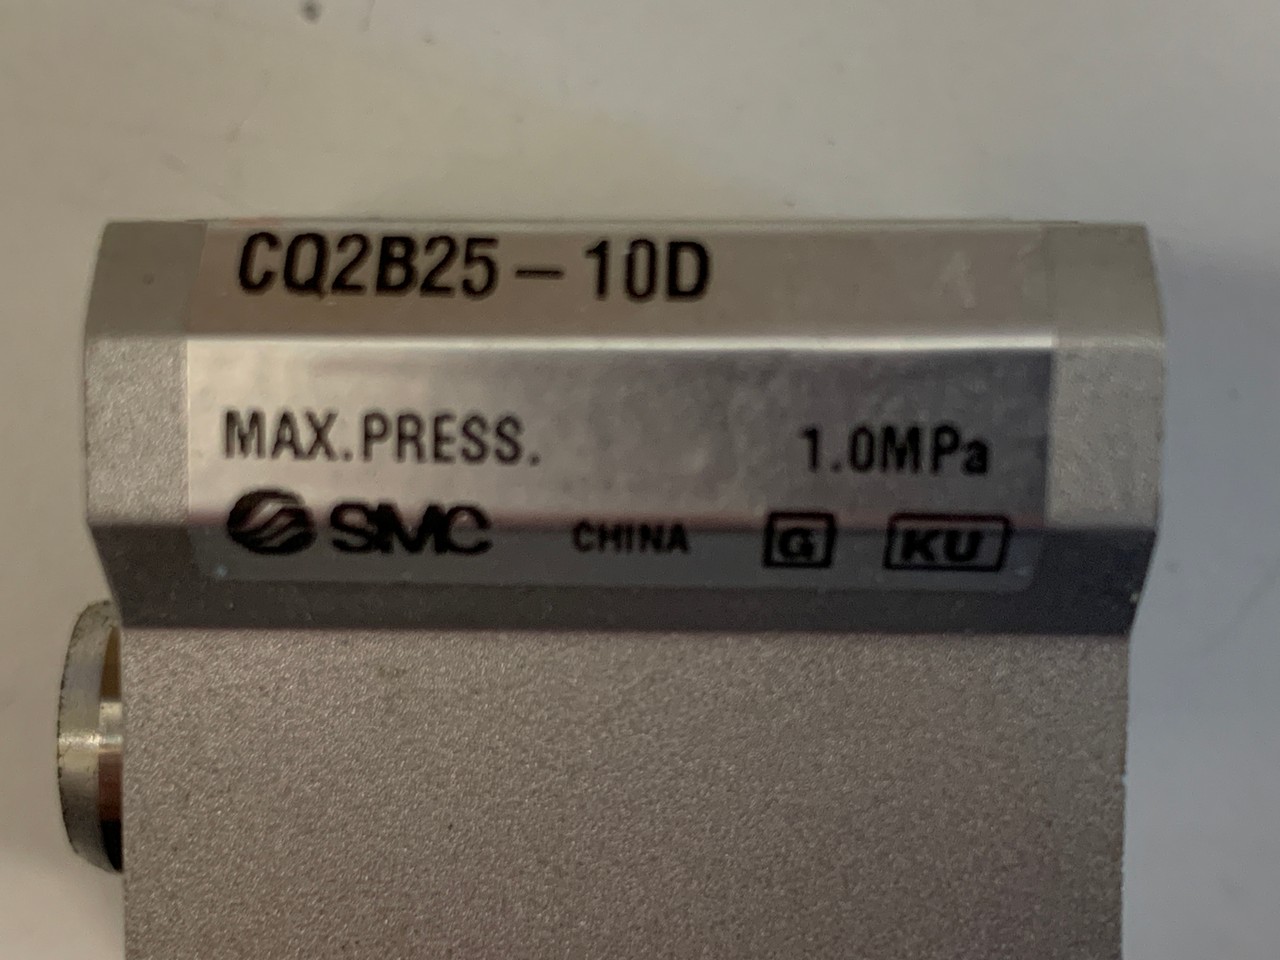 CQ2B25-10D
MAX.PRESS. 1.0MPa
SMC CHINA G KU